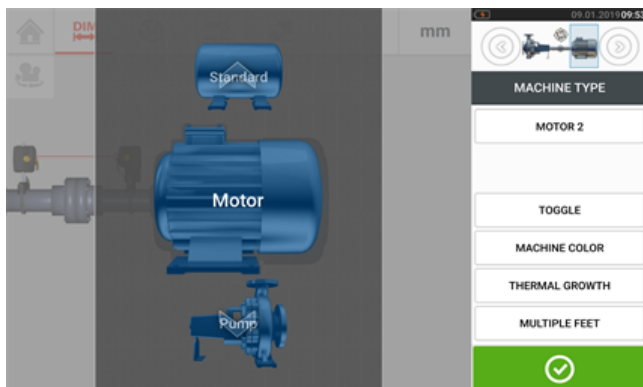 DIM
mm
Standard
Motor
Pump
09.01.2019 09:53
MACHINE TYPE
MOTOR 2
TOGGLE
MACHINE COLOR
THERMAL GROWTH
MULTIPLE FEET